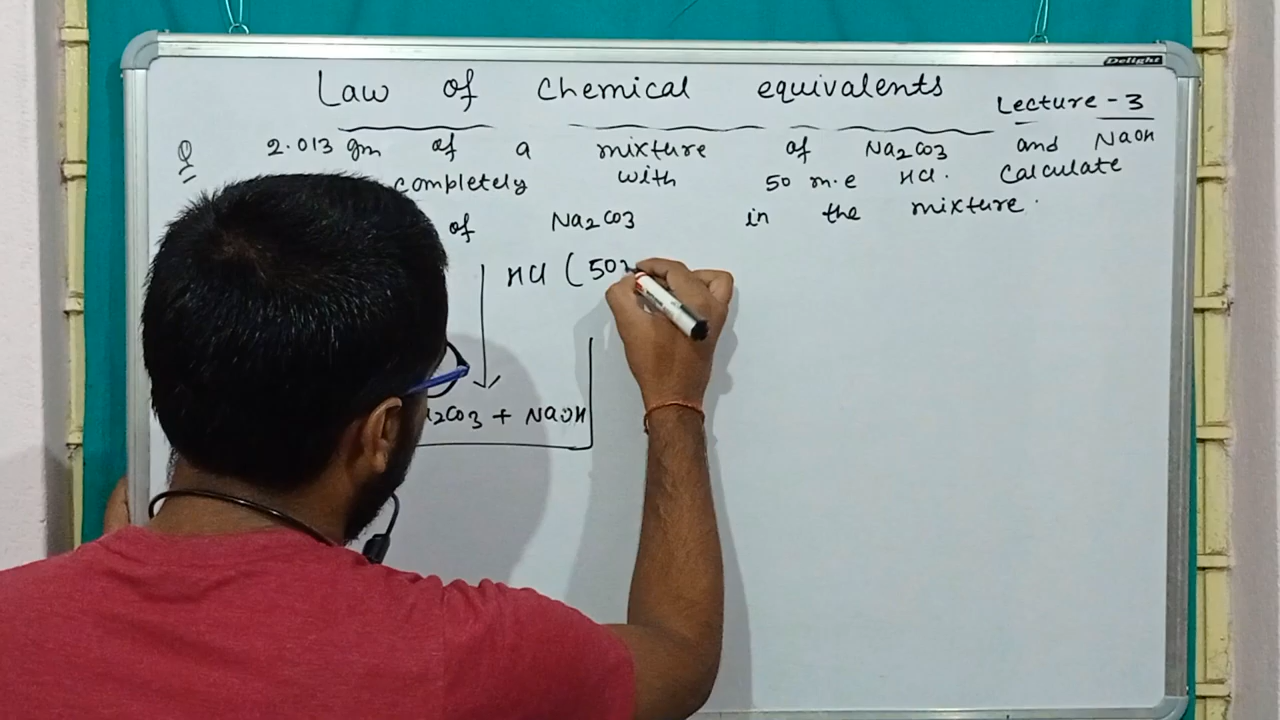 Delight
Law of Chemical equivalents
Lecture - 3
Q 2.013 gm of a mixture of Na2CO3 and NaOH
completely with 50 m.e HCl. Calculate
of Na2CO3 in the mixture.
HCl ( 50
2CO3 + NaOH